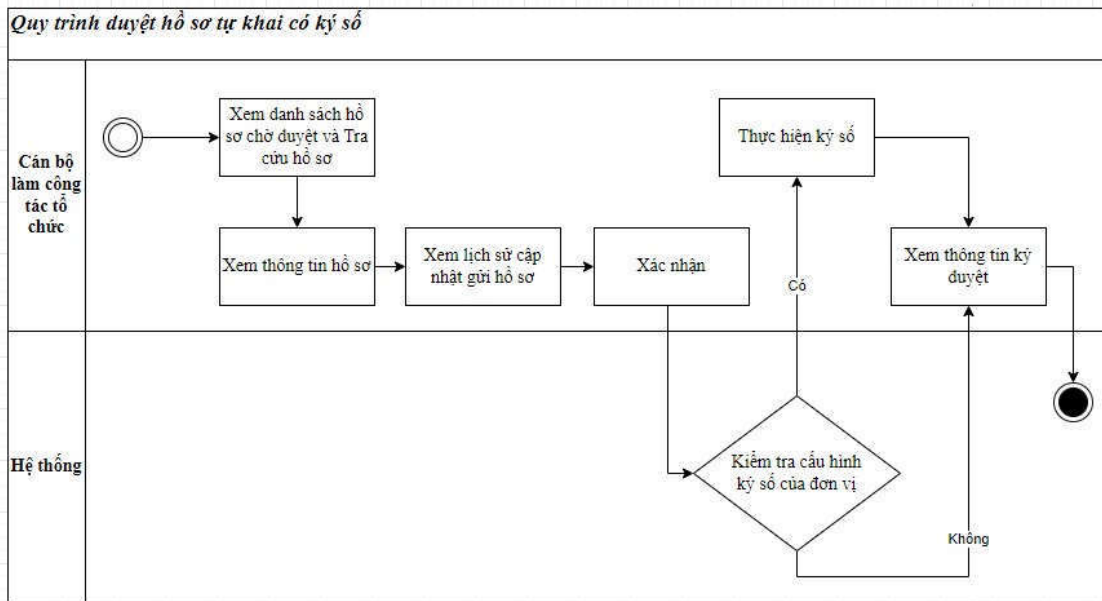 Quy trình duyệt hồ sơ tự khai có ký số
Cán bộ
làm công
tác tổ
chức
Xem danh sách hồ
sơ chờ duyệt và Tra
cứu hồ sơ
Thực hiện ký số
Xem thông tin hồ sơ
Xem lịch sử cập
nhật gửi hồ sơ
Xác nhận
Có
Xem thông tin ký
duyệt
Hệ thống
Kiểm tra cấu hình
ký số của đơn vị
Không